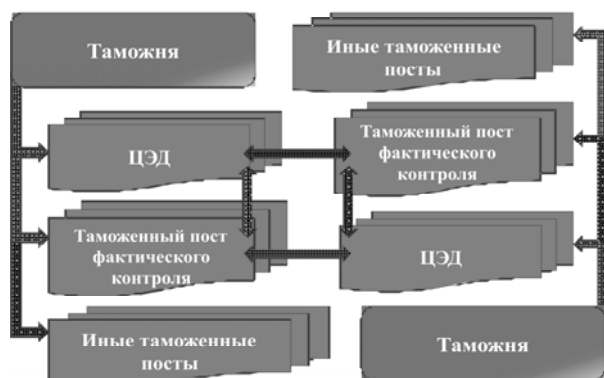 Таможня
Иные таможенные
посты
ЦЭД
Таможенный пост
фактического
контроля
Таможенный пост
фактического
контроля
ЦЭД
Иные таможенные
посты
Таможня